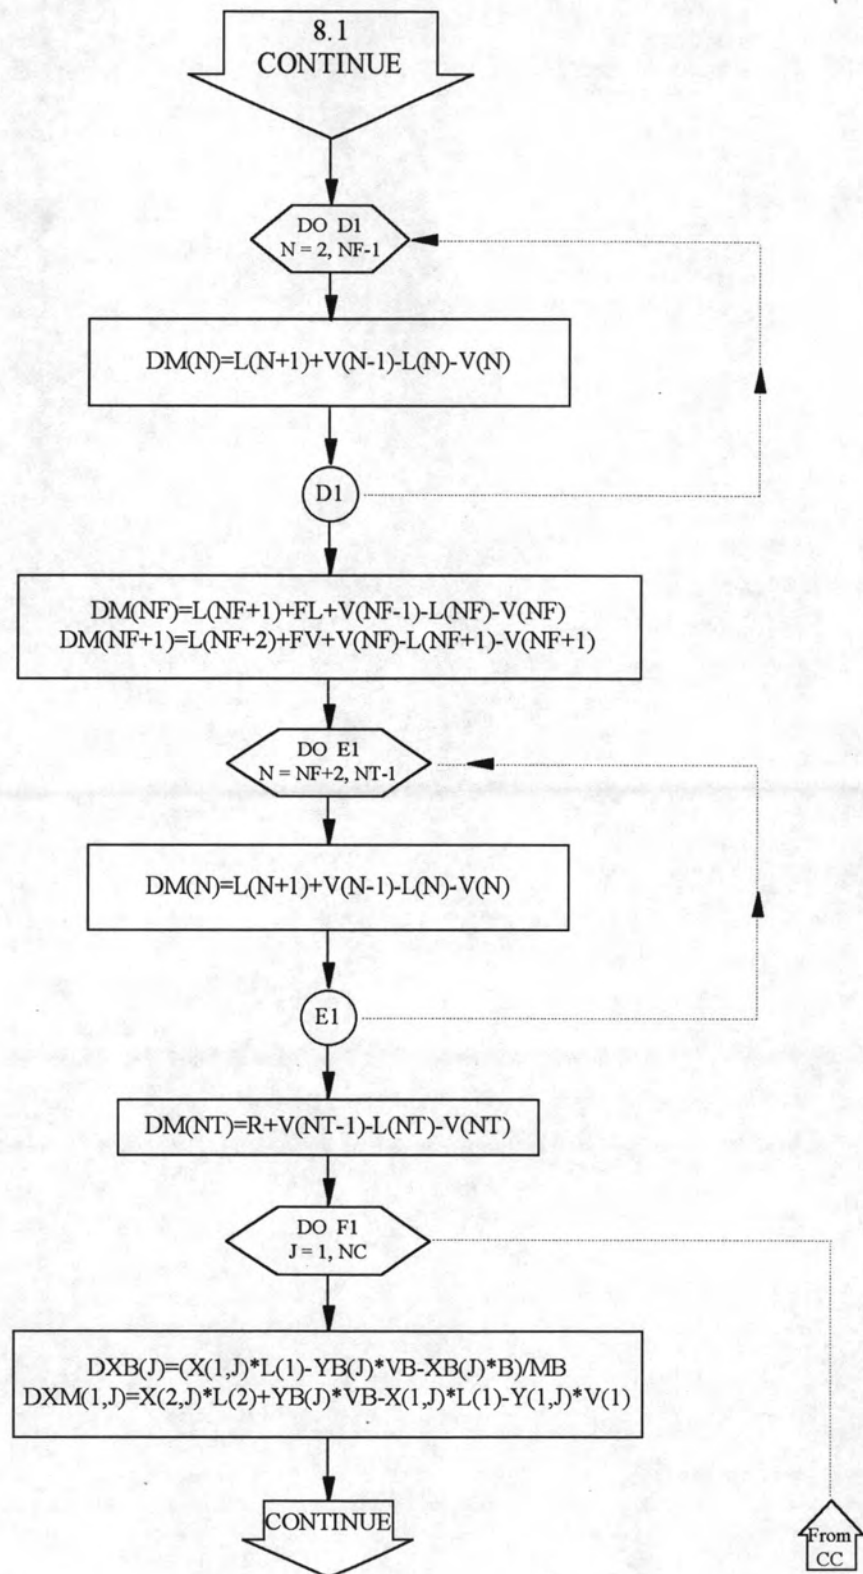 8.1
CONTINUE
DO D1
N = 2, NF-1
DM(N)=L(N+1)+V(N-1)-L(N)-V(N)
D1
DM(NF)=L(NF+1)+FL+V(NF-1)-L(NF)-V(NF)
DM(NF+1)=L(NF+2)+FV+V(NF)-L(NF+1)-V(NF+1)
DO E1
N = NF+2, NT-1
DM(N)=L(N+1)+V(N-1)-L(N)-V(N)
E1
DM(NT)=R+V(NT-1)-L(NT)-V(NT)
DO F1
J = 1, NC
DXB(J)=(X(1,J)*L(1)-YB(J)*VB-XB(J)*B)/MB
DXM(1,J)=X(2,J)*L(2)+YB(J)*VB-X(1,J)*L(1)-Y(1,J)*V(1)
CONTINUE
From
CC